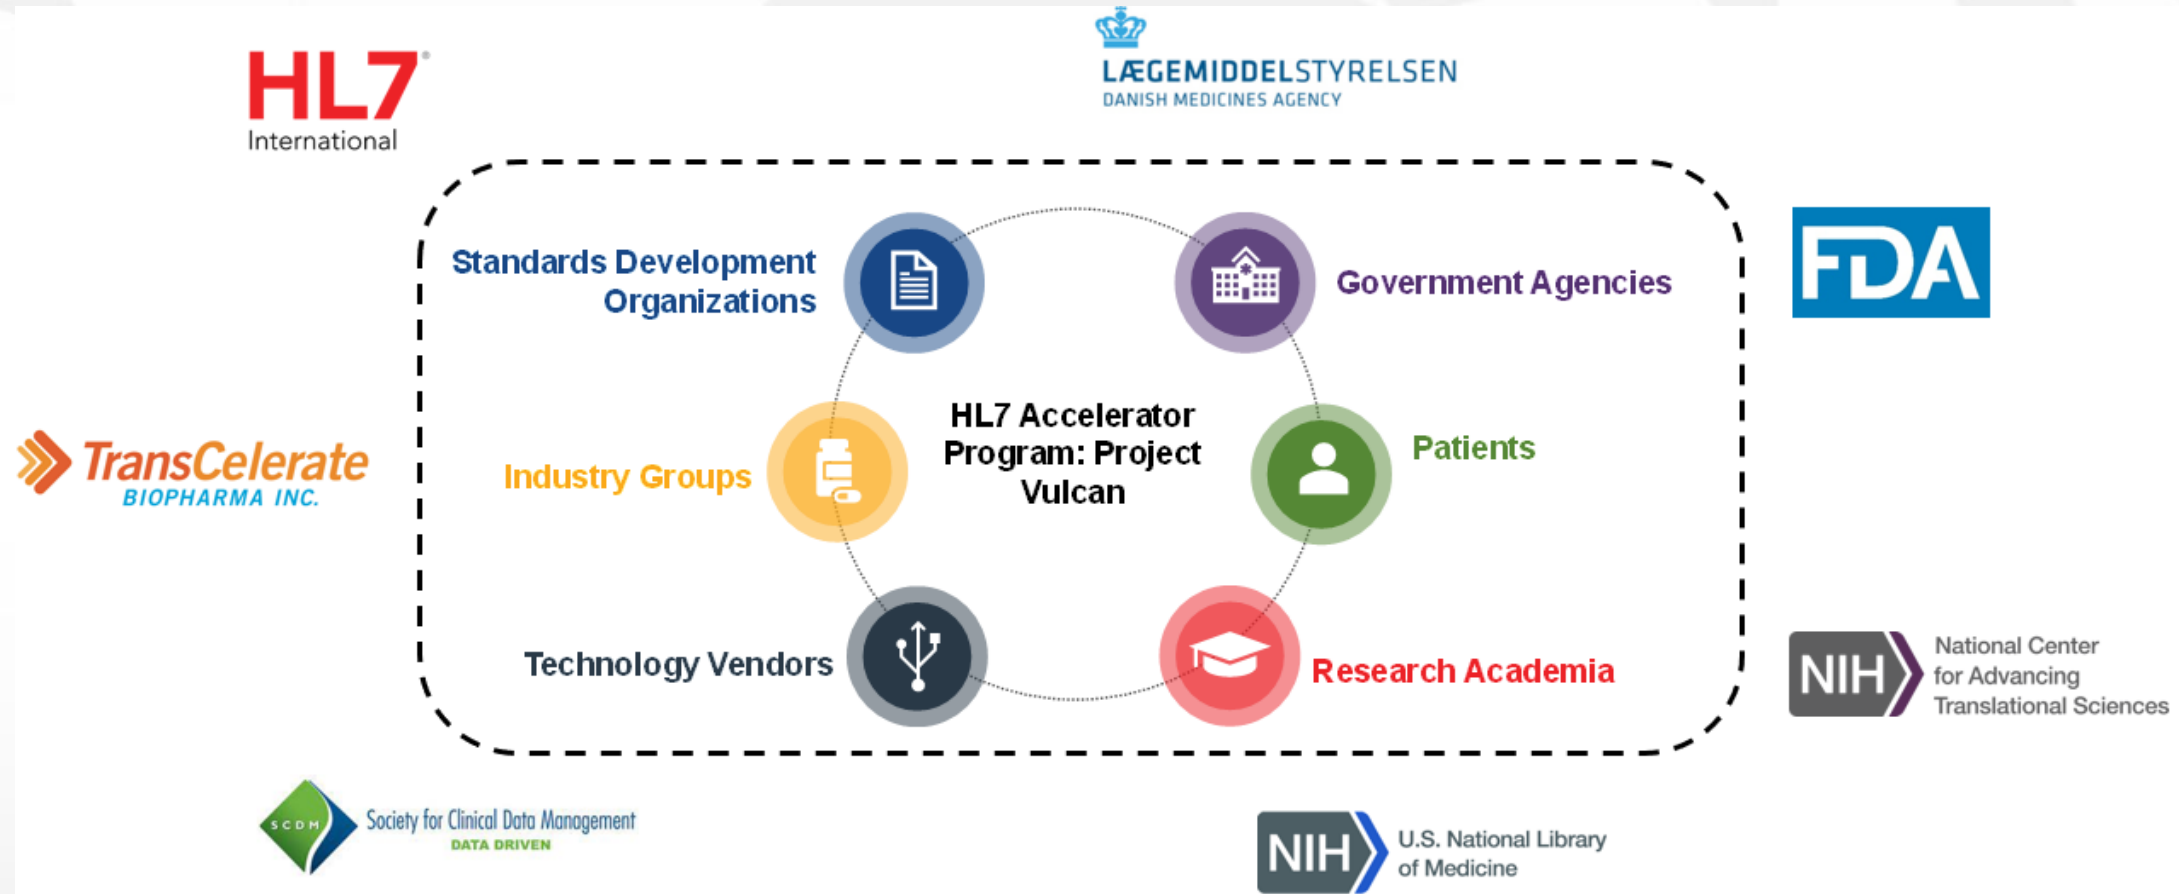 HL7®
International
LÆGEMIDDELSTYRELSEN
DANISH MEDICINES AGENCY
Standards Development
Organizations
Government Agencies
FDA
HL7 Accelerator
Program: Project
Vulcan
Industry Groups
Patients
TransCelerate
BIOPHARMA INC.
Technology Vendors
Research Academia
NIH
National Center
for Advancing
Translational Sciences
SCDM
Society for Clinical Data Management
DATA DRIVEN
NIH
U.S. National Library
of Medicine